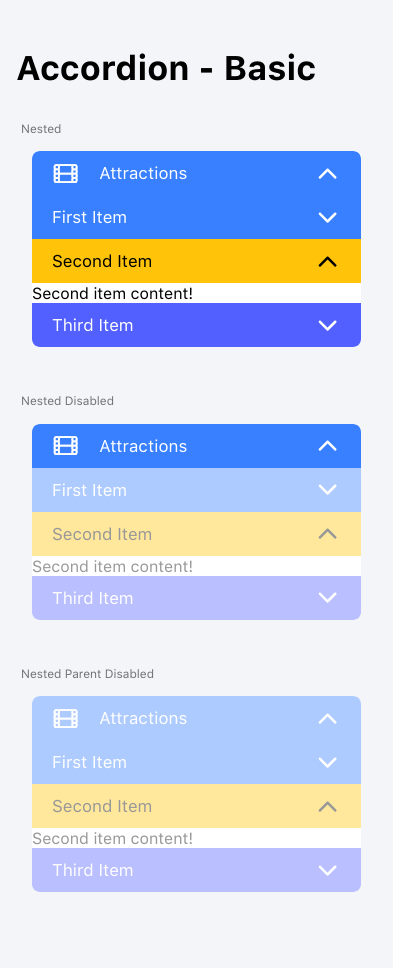 Accordion - Basic
Nested
Attractions
First Item
Second Item
Second item content!
Third Item
Nested Disabled
Attractions
First Item
Second Item
Second item content!
Third Item
Nested Parent Disabled
Attractions
First Item
Second Item
Second item content!
Third Item